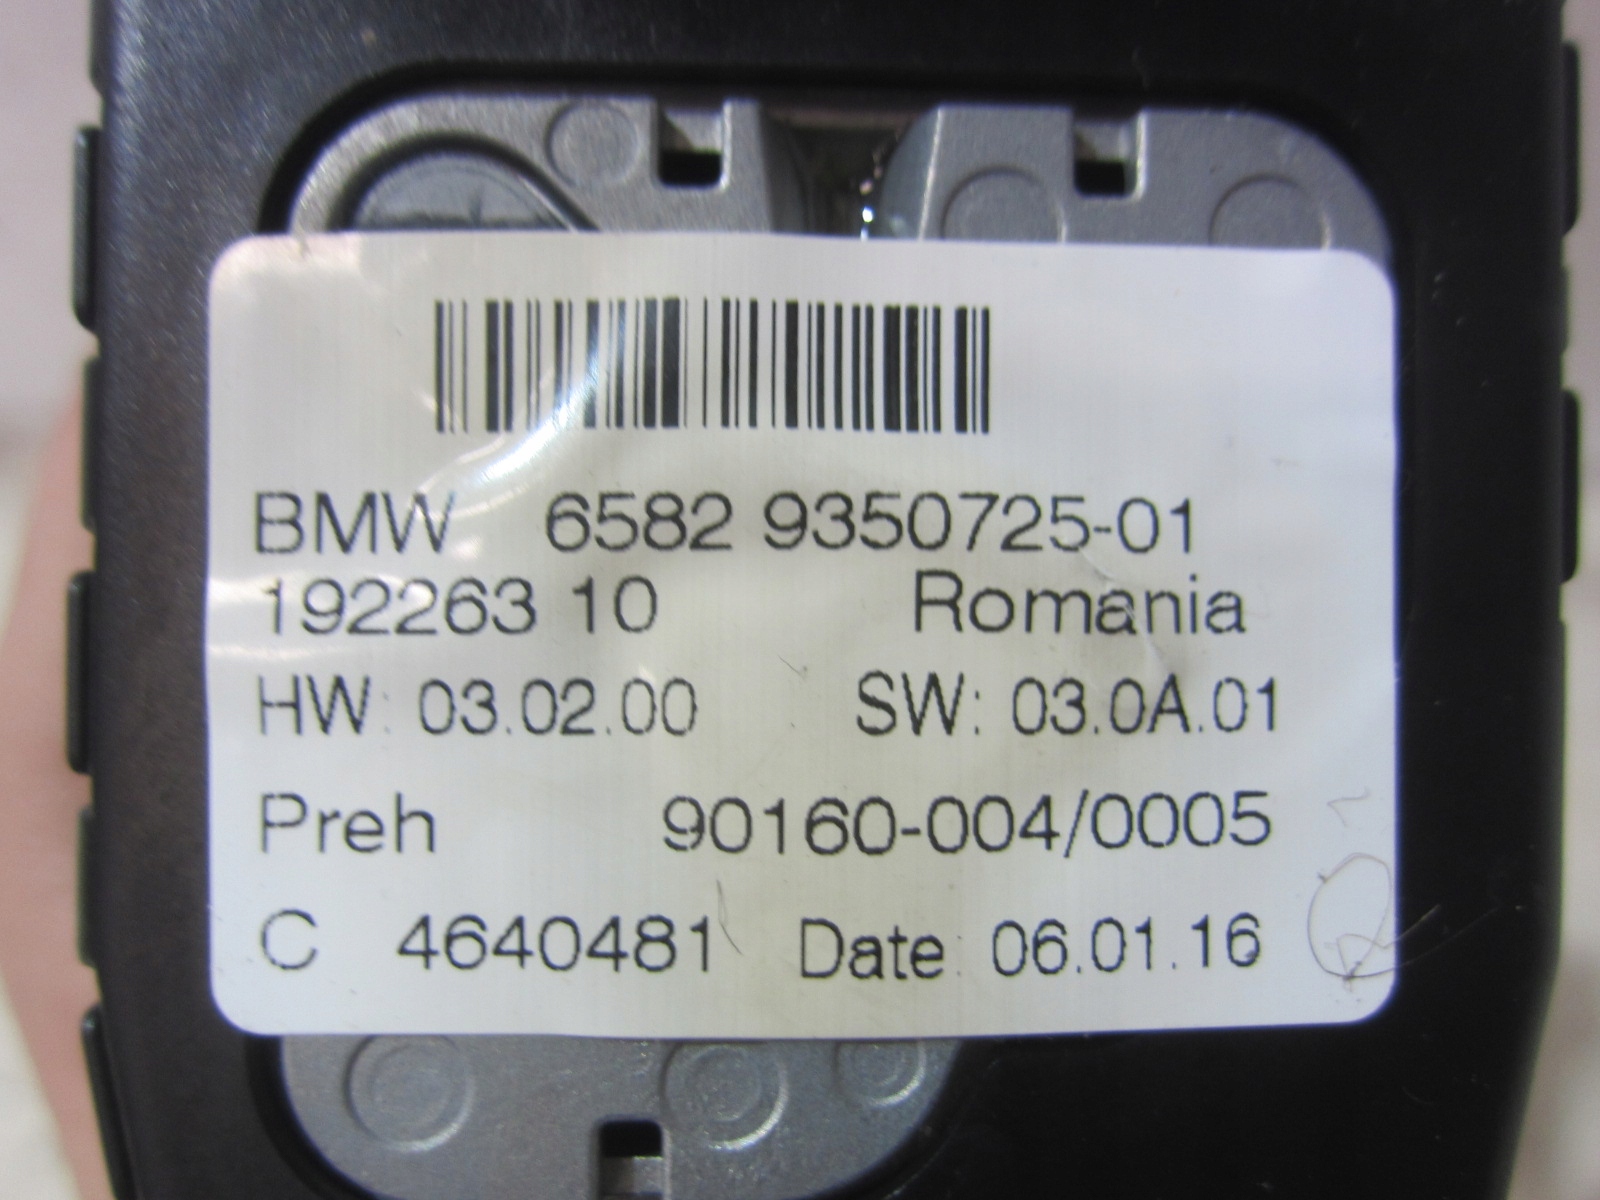 BMW 6582 9350725-01
192263 10 Romania
HW: 03.02.00 SW: 03.0A.01
Preh 90160-004/0005
C 4640481 Date: 06.01.16